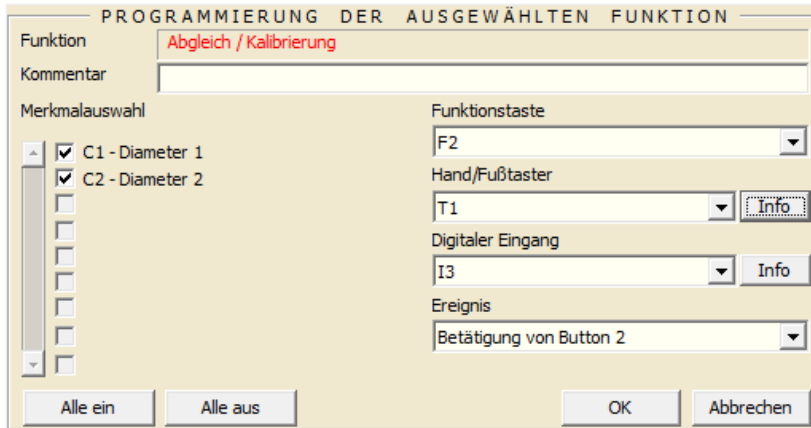 PROGRAMMIERUNG DER AUSGEWÄHLTEN FUNKTION
Funktion
Abgleich / Kalibrierung
Kommentar
Merkmalauswahl
C1 - Diameter 1
C2 - Diameter 2
Funktionstaste
F2
Hand/Fußtaster
T1
Info
Digitaler Eingang
I3
Info
Ereignis
Betätigung von Button 2
Alle ein
Alle aus
OK
Abbrechen